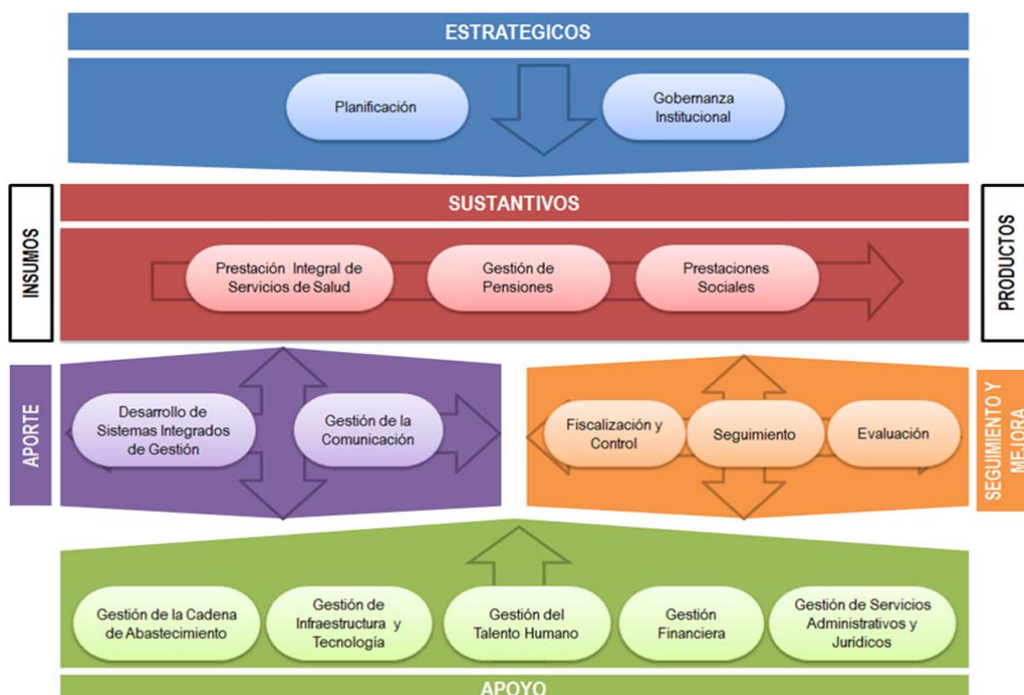 ESTRATEGICOS
Planificación
Gobernanza
Institucional
INSUMOS
SUSTANTIVOS
Prestación Integral de
Servicios de Salud
Gestión de
Pensiones
Prestaciones
Sociales
PRODUCTOS
APORTE
Desarrollo de
Sistemas Integrados
de Gestión
Gestión de la
Comunicación
Fiscalización y
Control
Seguimiento
Evaluación
SEGUIMIENTO Y
MEJORA
Gestión de la Cadena
de Abastecimiento
Gestión de
Infraestructura y
Tecnología
Gestión del
Talento Humano
Gestión
Financiera
Gestión de Servicios
Administrativos y
Jurídicos
APOYO